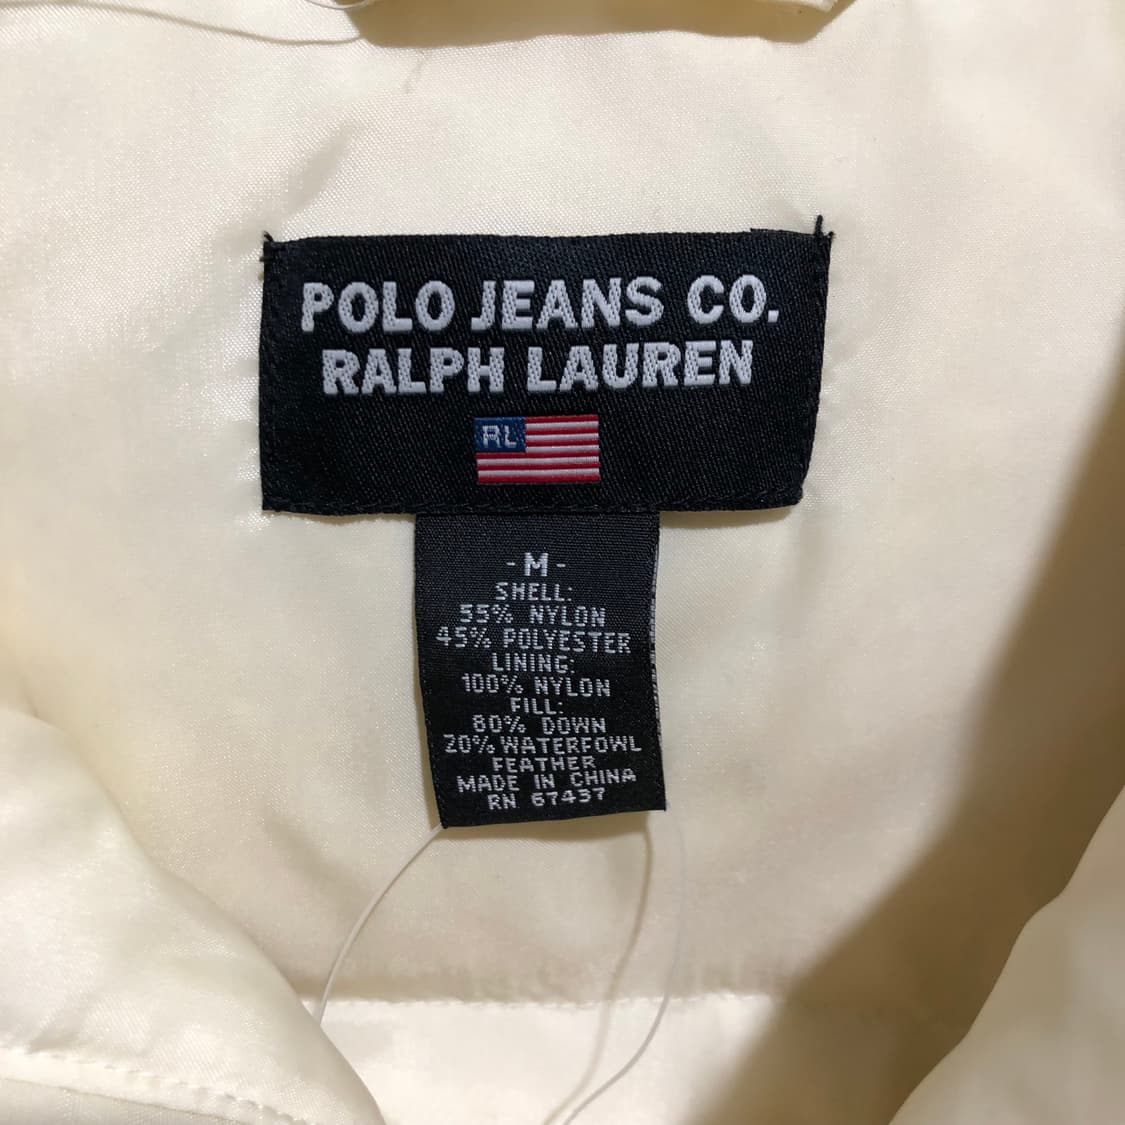 POLO JEANS CO.
RALPH LAUREN
RL
- M -
SHELL:
55% NYLON
45% POLYESTER
LINING:
100% NYLON
FILL:
80% DOWN
20% WATERFOWL
FEATHER
MADE IN CHINA
RN 67437